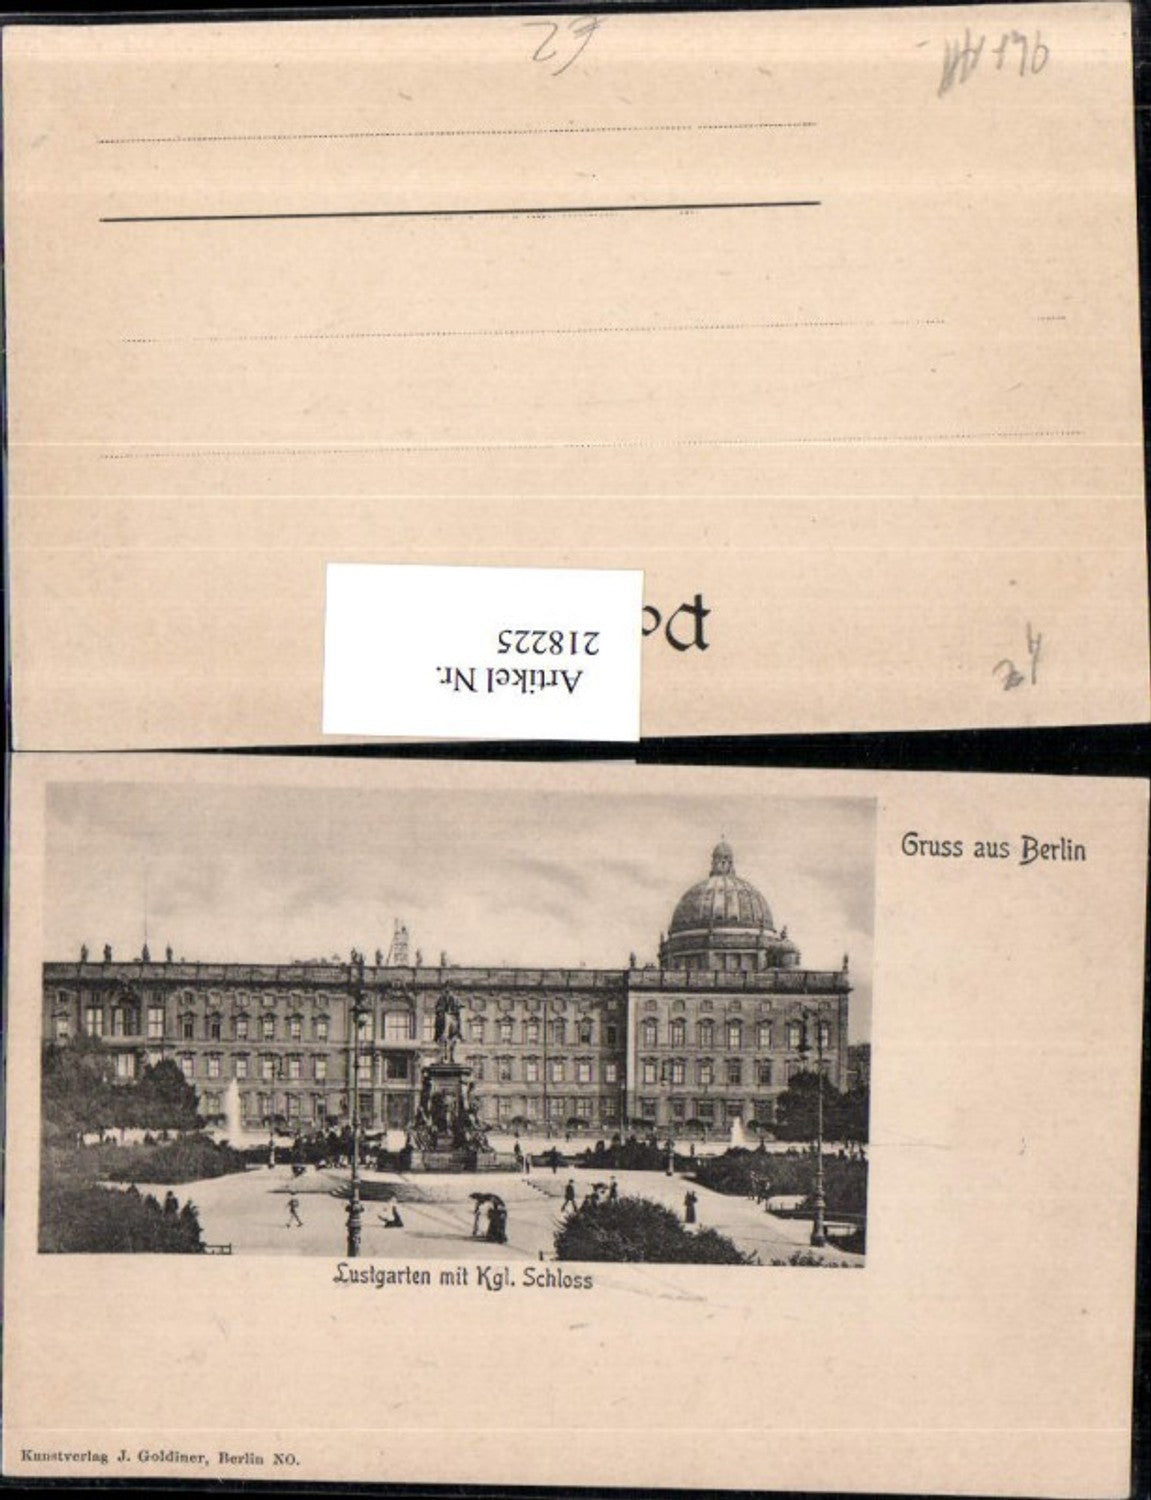 Artikel Nr.
218225
Gruss aus Berlin
Lustgarten mit Kgl. Schloss
Kunstverlag J. Goldiner, Berlin NO.